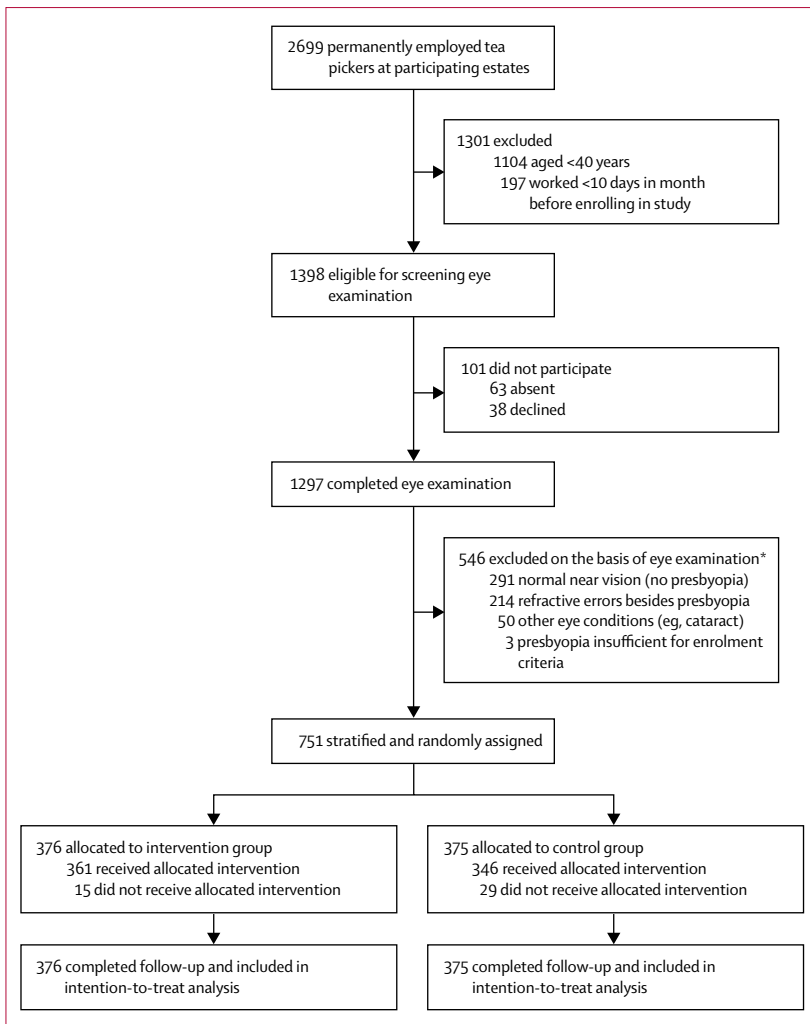 2699 permanently employed tea
pickers at participating estates
1301 excluded
1104 aged <40 years
197 worked <10 days in month
before enrolling in study
1398 eligible for screening eye
examination
101 did not participate
63 absent
38 declined
1297 completed eye examination
546 excluded on the basis of eye examination*
291 normal near vision (no presbyopia)
214 refractive errors besides presbyopia
50 other eye conditions (eg, cataract)
3 presbyopia insufficient for enrolment
criteria
751 stratified and randomly assigned
376 allocated to intervention group
361 received allocated intervention
15 did not receive allocated intervention
375 allocated to control group
346 received allocated intervention
29 did not receive allocated intervention
376 completed follow-up and included in
intention-to-treat analysis
375 completed follow-up and included in
intention-to-treat analysis